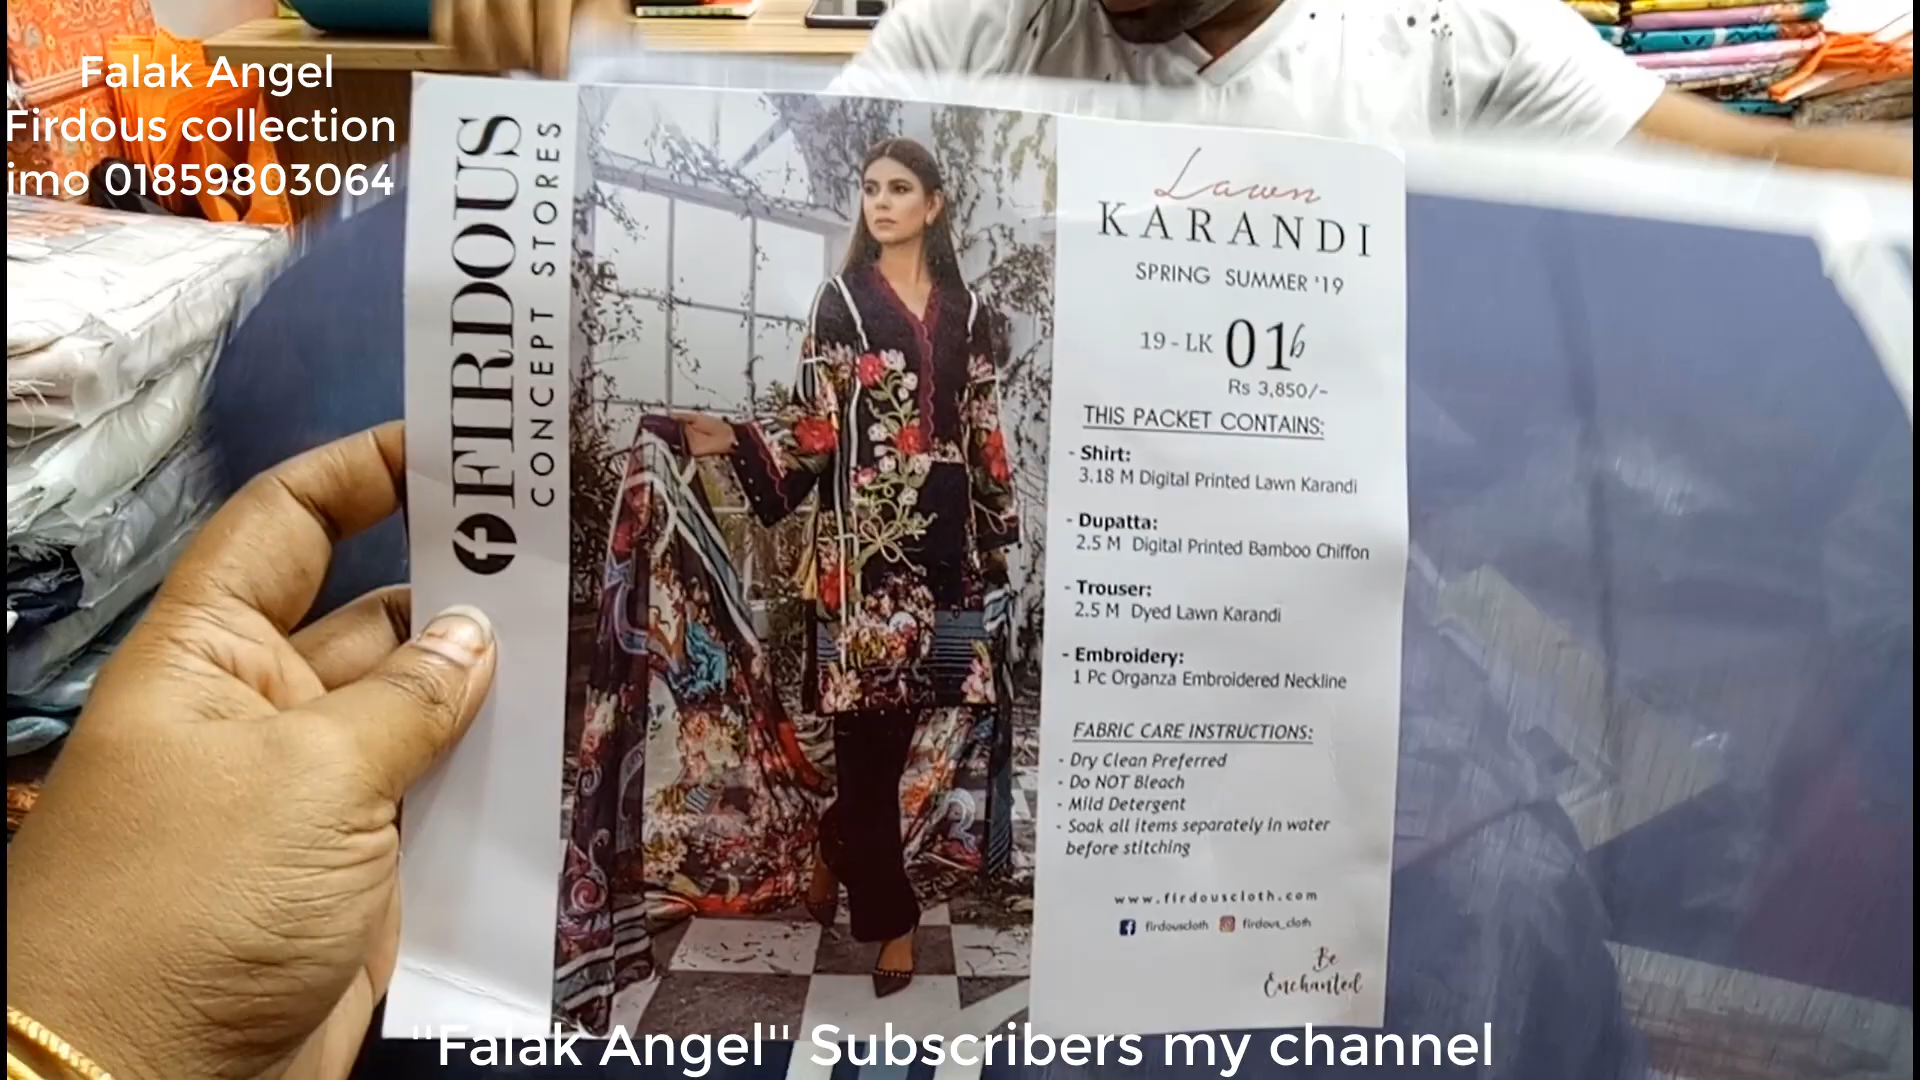 Falak Angel
Firdous collection
imo 01859803064
FIRDOUS
CONCEPT STORES
Lawn
KARANDI
SPRING SUMMER '19
19 - LK 01b
Rs 3,850/-
THIS PACKET CONTAINS:
- Shirt:
3.18 M Digital Printed Lawn Karandi
- Dupatta:
2.5 M Digital Printed Bamboo Chiffon
- Trouser:
2.5 M Dyed Lawn Karandi
- Embroidery:
1 Pc Organza Embroidered Neckline
FABRIC CARE INSTRUCTIONS:
- Dry Clean Preferred
- Do NOT Bleach
- Mild Detergent
- Soak all items separately in water
before stitching
www.firdouscloth.com
firdouscloth firdous_cloth
Be
Enchanted
"Falak Angel" Subscribers my channel